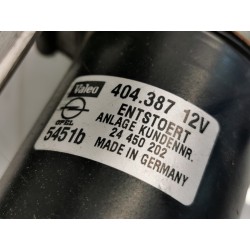 Valeo 404.387 12V
ENTSTOERT
OPEL ANLAGE KUNDENNR.
5451b 24 450 202
MADE IN GERMANY